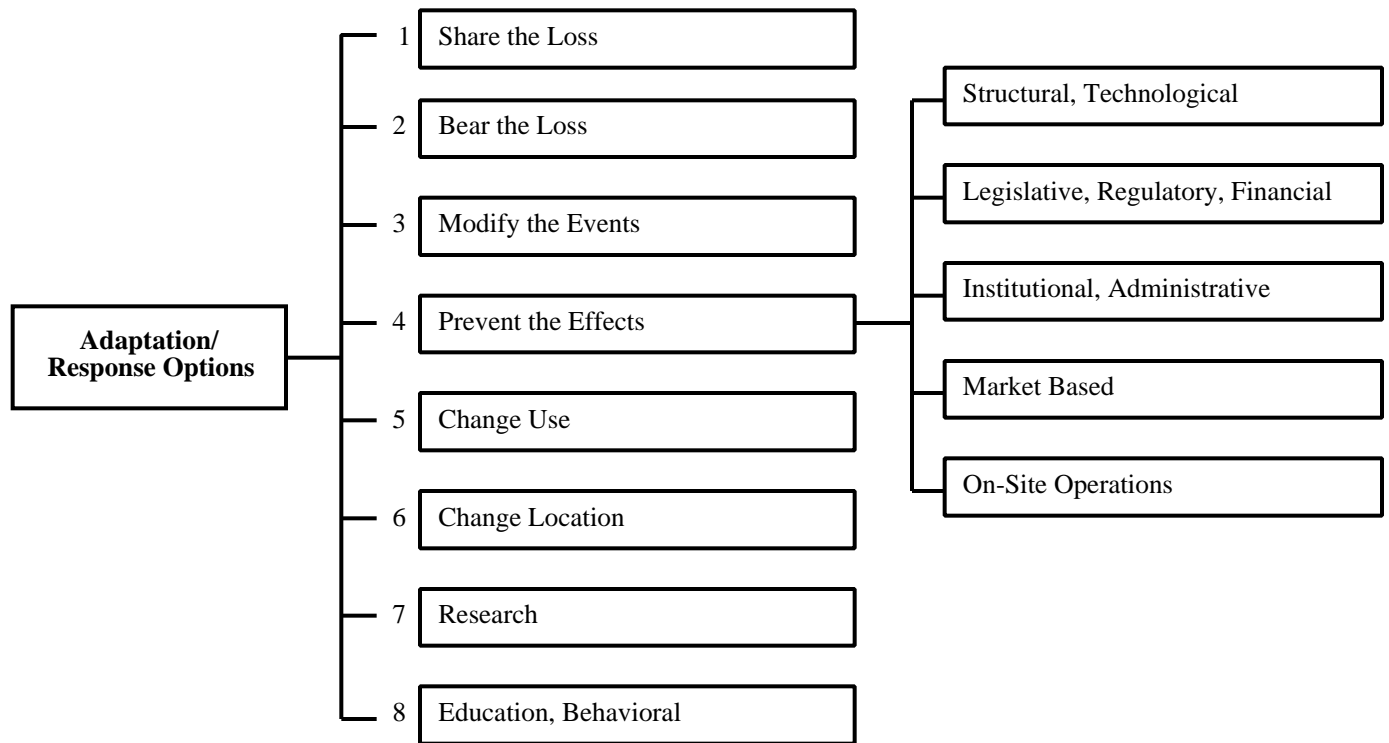 Adaptation/
Response Options
1 Share the Loss
2 Bear the Loss
3 Modify the Events
4 Prevent the Effects
5 Change Use
6 Change Location
7 Research
8 Education, Behavioral
Structural, Technological
Legislative, Regulatory, Financial
Institutional, Administrative
Market Based
On-Site Operations